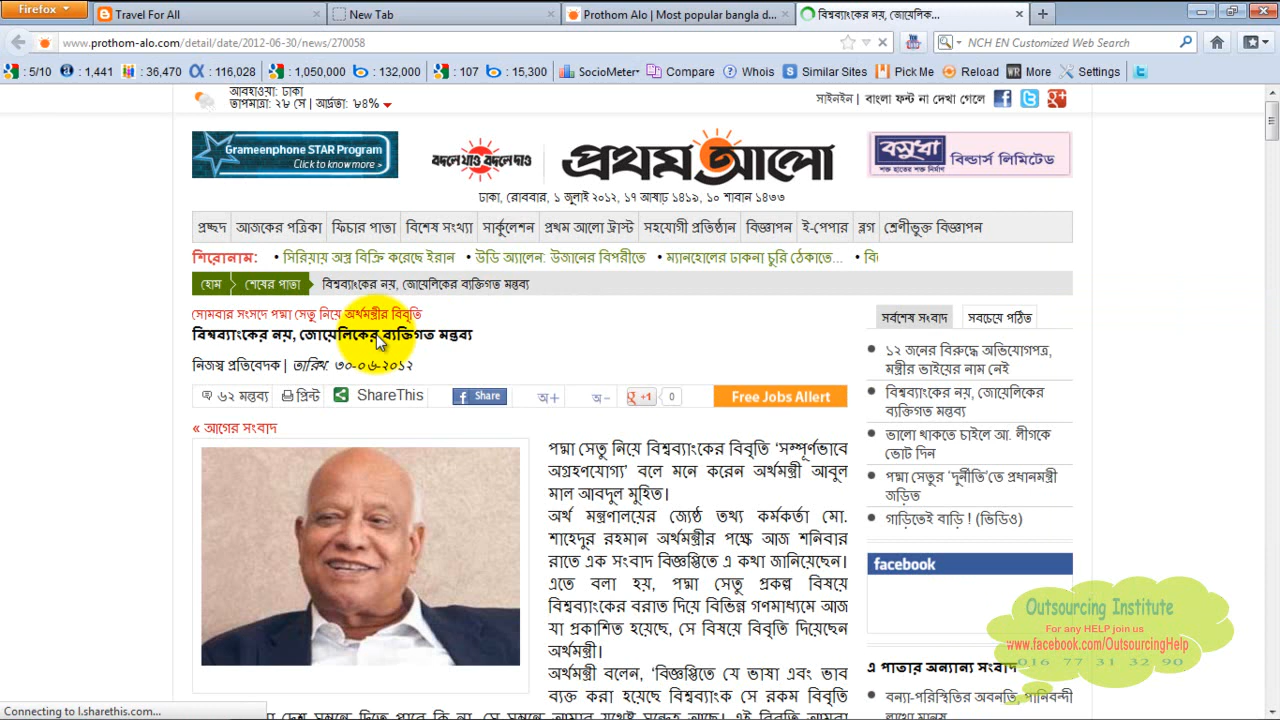 Firefox
Travel For All
New Tab
Prothom Alo | Most popular bangla d...
বিশ্বব্যাংকের নয়, জোয়েলিক...
www.prothom-alo.com/detail/date/2012-06-30/news/270058
NCH EN Customized Web Search
5/10 1,441 36,470 116,028 1,050,000 132,000 107 15,300 SocioMeter Compare Whois Similar Sites Pick Me Reload More Settings
আবহাওয়া: ঢাকা
তাপমাত্রা: ২৮ সে | আর্দ্রতা: ৮৪%
সাইনইন | বাংলা ফন্ট না দেখা গেলে
Grameenphone STAR Program
Click to know more >
বদলে যাও বদলে দাও
প্রথম আলো
বসুধা বিল্ডার্স লিমিটেড
শক্ত হাতের শক্ত নির্মাণ
ঢাকা, রোববার, ১ জুলাই ২০১২, ১৭ আষাঢ় ১৪১৯, ১০ শাবান ১৪৩৩
প্রচ্ছদ আজকের পত্রিকা ফিচার পাতা বিশেষ সংখ্যা সার্কুলেশন প্রথম আলো ট্রাস্ট সহযোগী প্রতিষ্ঠান বিজ্ঞাপন ই-পেপার ব্লগ শ্রেণীভুক্ত বিজ্ঞাপন
শিরোনাম: • সিরিয়ায় অস্ত্র বিক্রি করেছে ইরান • উডি অ্যালেন: উজানের বিপরীতে • ম্যানহোলের ঢাকনা চুরি ঠেকাতে...
হোম শেষের পাতা বিশ্বব্যাংকের নয়, জোয়েলিকের ব্যক্তিগত মন্তব্য
সোমবার সংসদে পদ্মা সেতু নিয়ে অর্থমন্ত্রীর বিবৃতি
বিশ্বব্যাংকের নয়, জোয়েলিকের ব্যক্তিগত মন্তব্য
নিজস্ব প্রতিবেদক | তারিখ: ৩০-০৬-২০১২
৬২ মন্তব্য প্রিন্ট ShareThis Share অ+ অ- +1 0 Free Jobs Allert
« আগের সংবাদ
পদ্মা সেতু নিয়ে বিশ্বব্যাংকের বিবৃতি ‘সম্পূর্ণভাবে
অগ্রহণযোগ্য’ বলে মনে করেন অর্থমন্ত্রী আবুল
মাল আবদুল মুহিত।
অর্থ মন্ত্রণালয়ের জ্যেষ্ঠ তথ্য কর্মকর্তা মো.
শাহেদুর রহমান অর্থমন্ত্রীর পক্ষে আজ শনিবার
রাতে এক সংবাদ বিজ্ঞপ্তিতে এ কথা জানিয়েছেন।
এতে বলা হয়, পদ্মা সেতু প্রকল্প বিষয়ে
বিশ্বব্যাংকের বরাত দিয়ে বিভিন্ন গণমাধ্যমে আজ
যা প্রকাশিত হয়েছে, সে বিষয়ে বিবৃতি দিয়েছেন
অর্থমন্ত্রী।
অর্থমন্ত্রী বলেন, ‘বিজ্ঞপ্তিতে যে ভাষা এবং ভাব
ব্যক্ত করা হয়েছে বিশ্বব্যাংক সে রকম বিবৃতি
সর্বশেষ সংবাদ সবচেয়ে পঠিত
১২ জনের বিরুদ্ধে অভিযোগপত্র,
মন্ত্রীর ভাইয়ের নাম নেই
বিশ্বব্যাংকের নয়, জোয়েলিকের
ব্যক্তিগত মন্তব্য
ভালো থাকতে চাইলে আ. লীগকে
ভোট দিন
পদ্মা সেতুর ‘দুর্নীতি’তে প্রধানমন্ত্রী
জড়িত
গাড়িতেই বাড়ি ! (ভিডিও)
facebook
Outsourcing Institute
For any HELP join us
www.facebook.com/OutsourcingHelp
016 77 31 32 90
এ পাতার অন্যান্য সংবাদ
বন্যা-পরিস্থিতির অবনতি, পানিবন্দী
Connecting to l.sharethis.com...